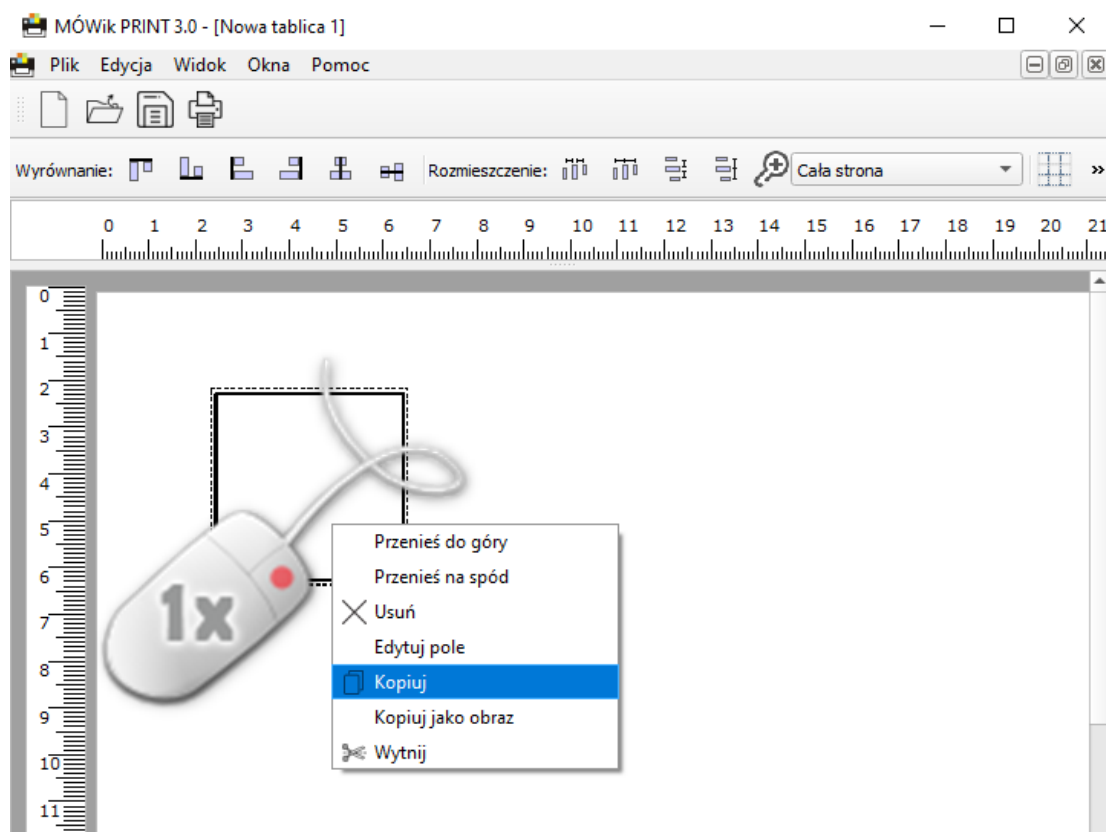 MÓWik PRINT 3.0 - [Nowa tablica 1]
Plik Edycja Widok Okna Pomoc
Wyrównanie: Rozmieszczenie: Cała strona »
0 1 2 3 4 5 6 7 8 9 10 11 12 13 14 15 16 17 18 19 20 21
0
1
2
3
4
5
6
7
8
9
10
11
1x
Przenieś do góry
Przenieś na spód
Usuń
Edytuj pole
Kopiuj
Kopiuj jako obraz
Wytnij